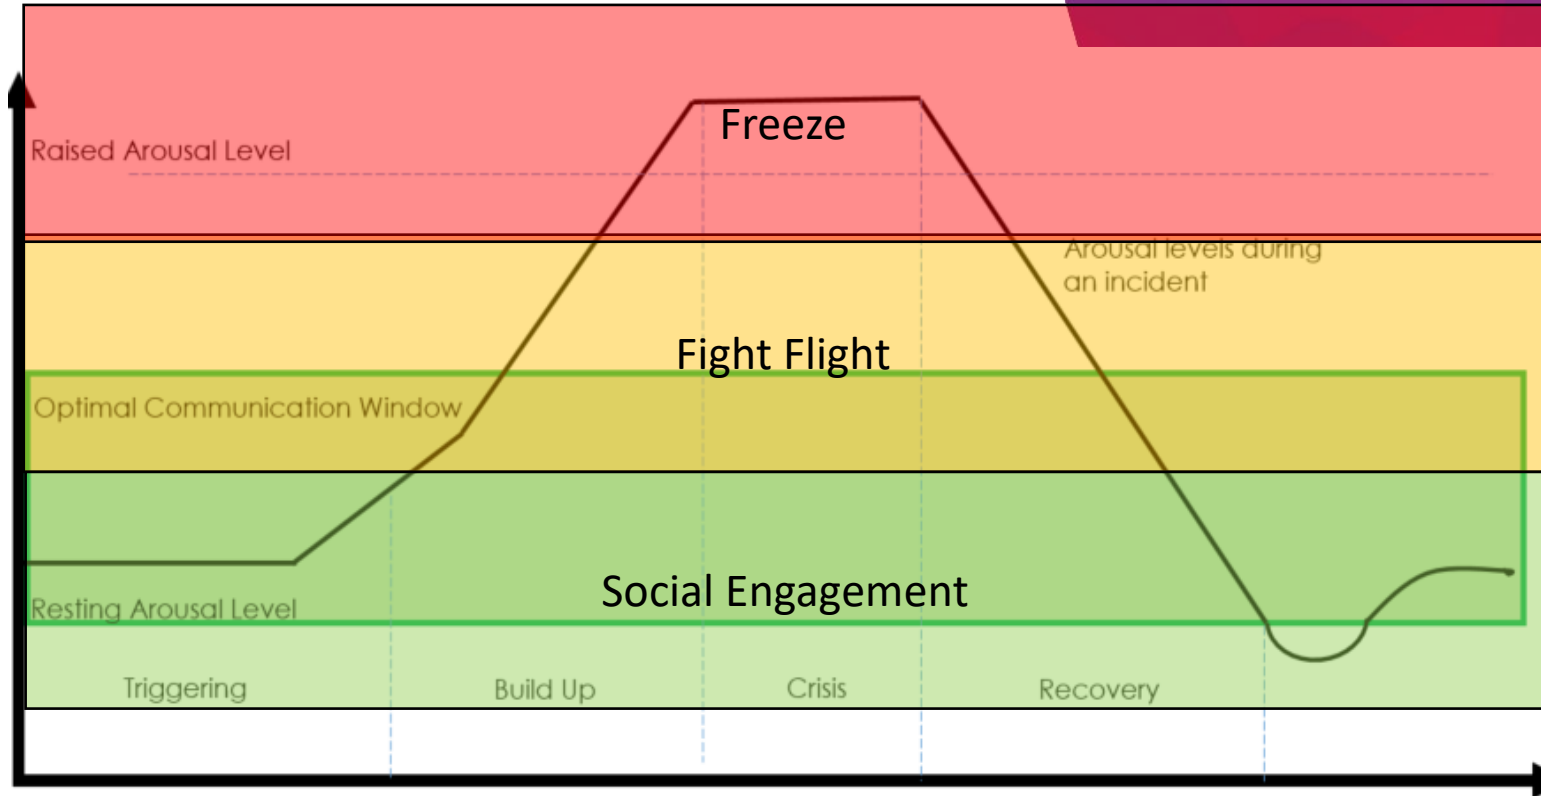 Freeze
Raised Arousal Level
Arousal levels during
an incident
Fight Flight
Optimal Communication Window
Social Engagement
Resting Arousal Level
Triggering
Build Up
Crisis
Recovery